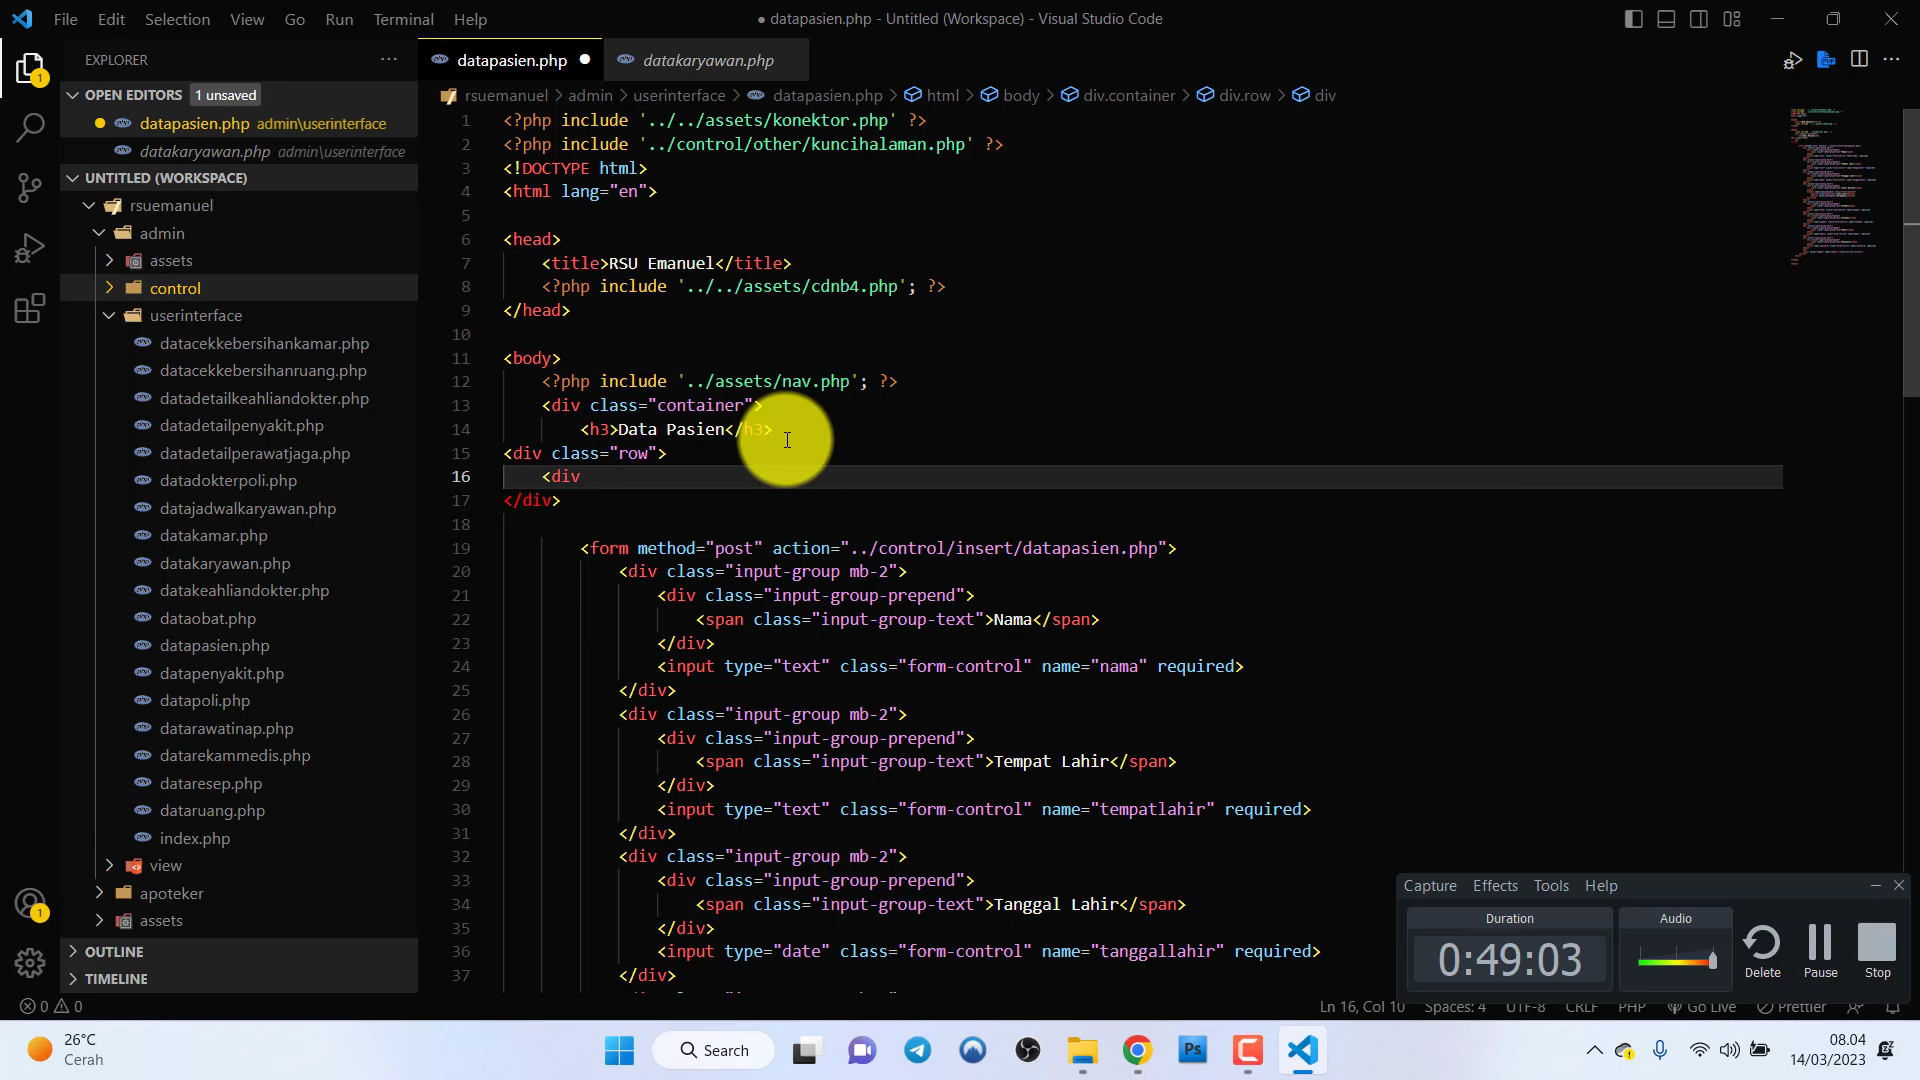 File Edit Selection View Go Run Terminal Help
● datapasien.php - Untitled (Workspace) - Visual Studio Code
EXPLORER
OPEN EDITORS 1 unsaved
datapasien.php admin\userinterface
datakaryawan.php admin\userinterface
UNTITLED (WORKSPACE)
rsuemanuel
admin
assets
control
userinterface
datacekkebersihankamar.php
datacekkebersihanruang.php
datadetailkeahliandokter.php
datadetailpenyakit.php
datadetailperawatjaga.php
datadokterpoli.php
datajadwalkaryawan.php
datakamar.php
datakaryawan.php
datakeahliandokter.php
dataobat.php
datapasien.php
datapenyakit.php
datapoli.php
datarawatinap.php
datarekammedis.php
dataresep.php
dataruang.php
index.php
view
apoteker
assets
OUTLINE
TIMELINE
1
1
datapasien.php
datakaryawan.php
rsuemanuel > admin > userinterface > datapasien.php > html > body > div.container > div.row > div
1 <?php include '../../assets/konektor.php' ?>
2 <?php include '../control/other/kuncihalaman.php' ?>
3 <!DOCTYPE html>
4 <html lang="en">
5
6 <head>
7 <title>RSU Emanuel</title>
8 <?php include '../../assets/cdnb4.php'; ?>
9 </head>
10
11 <body>
12 <?php include '../assets/nav.php'; ?>
13 <div class="container">
14 <h3>Data Pasien</h3>
15 <div class="row">
16 <div
17 </div>
18
19 <form method="post" action="../control/insert/datapasien.php">
20 <div class="input-group mb-2">
21 <div class="input-group-prepend">
22 <span class="input-group-text">Nama</span>
23 </div>
24 <input type="text" class="form-control" name="nama" required>
25 </div>
26 <div class="input-group mb-2">
27 <div class="input-group-prepend">
28 <span class="input-group-text">Tempat Lahir</span>
29 </div>
30 <input type="text" class="form-control" name="tempatlahir" required>
31 </div>
32 <div class="input-group mb-2">
33 <div class="input-group-prepend">
34 <span class="input-group-text">Tanggal Lahir</span>
35 </div>
36 <input type="date" class="form-control" name="tanggallahir" required>
37 </div>
Capture Effects Tools Help
Duration
0:49:03
Audio
Delete Pause Stop
0 0
Ln 16, Col 10 Spaces: 4 UTF-8 CRLF PHP Go Live Prettier
26°C
Cerah
Search
Ps
08.04
14/03/2023